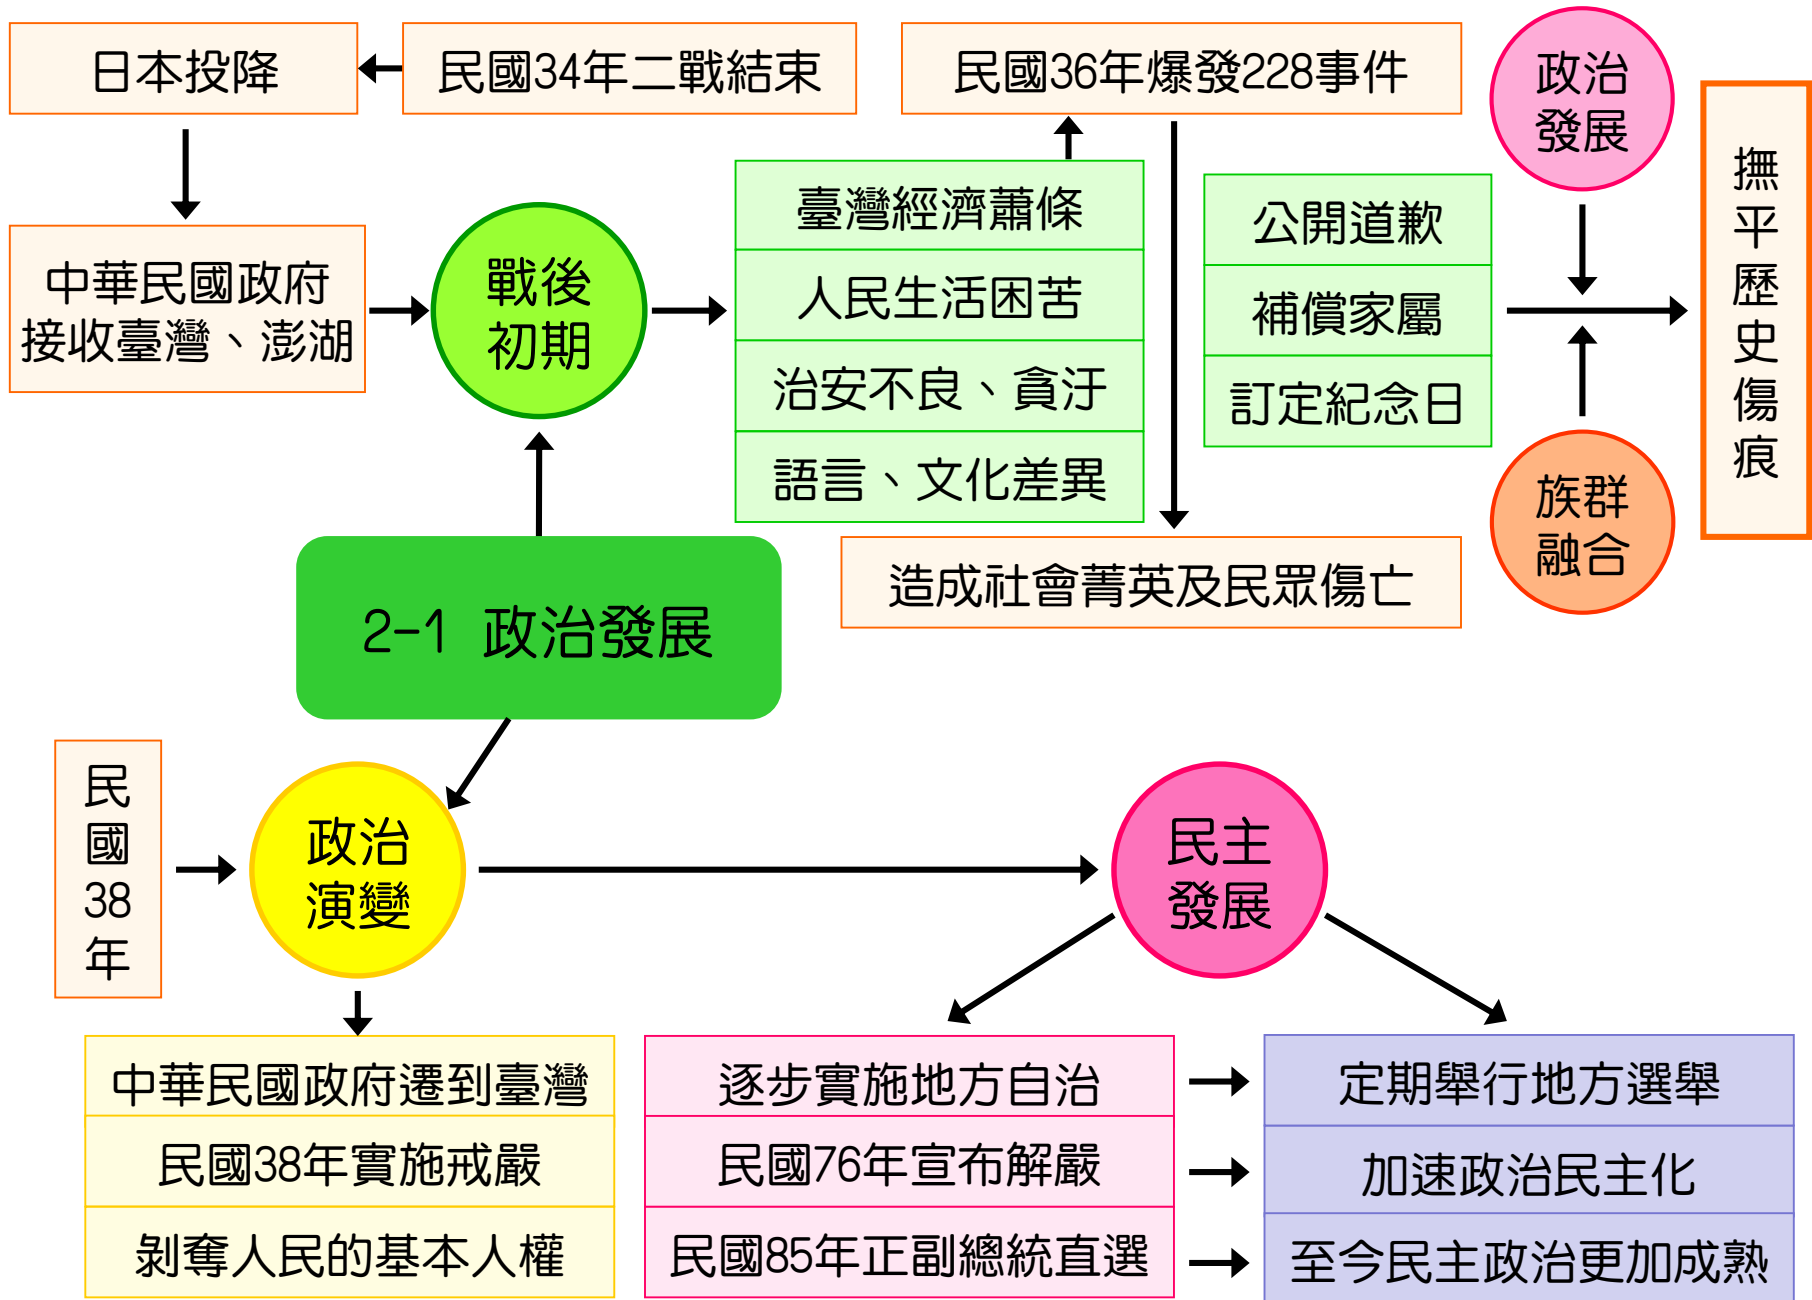 日本投降
民國34年二戰結束
民國36年爆發228事件
政治
發展
撫
平
歷
史
傷
痕
中華民國政府
接收臺灣、澎湖
戰後
初期
臺灣經濟蕭條
人民生活困苦
治安不良、貪汙
語言、文化差異
公開道歉
補償家屬
訂定紀念日
族群
融合
造成社會菁英及民眾傷亡
2-1 政治發展
民
國
38
年
政治
演變
民主
發展
中華民國政府遷到臺灣
民國38年實施戒嚴
剝奪人民的基本人權
逐步實施地方自治
民國76年宣布解嚴
民國85年正副總統直選
定期舉行地方選舉
加速政治民主化
至今民主政治更加成熟